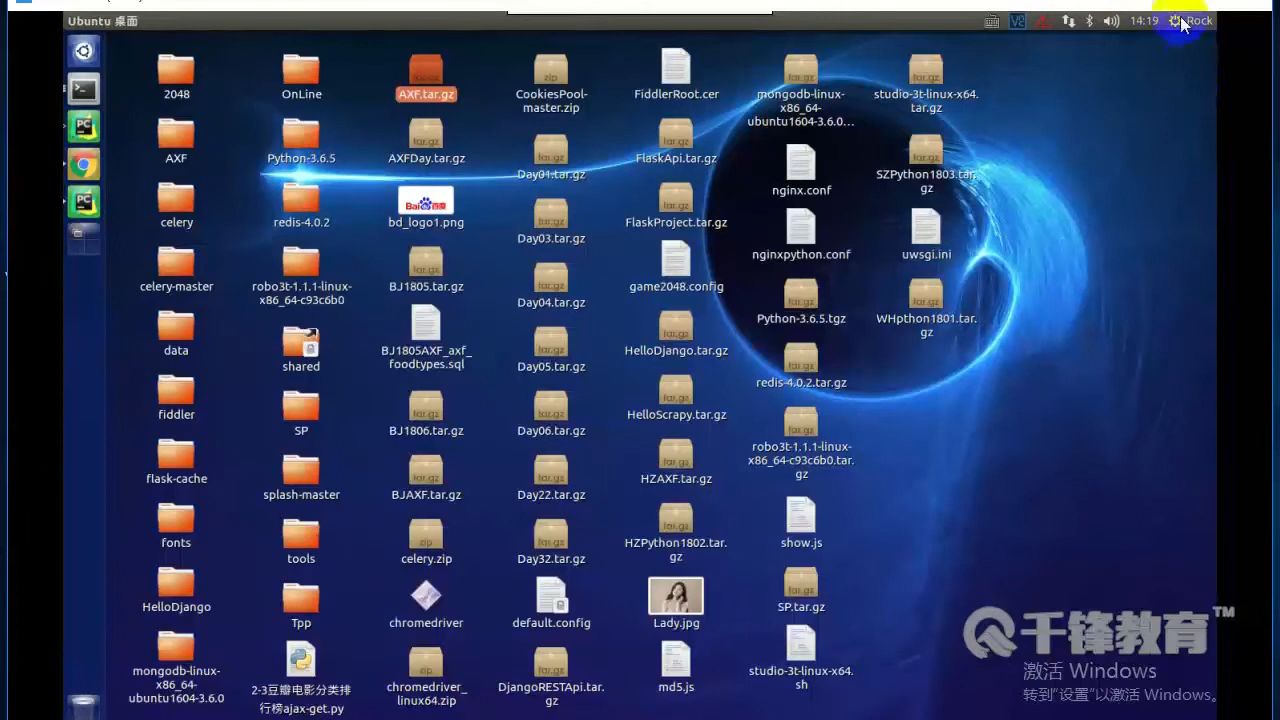 Ubuntu 桌面
14:19
Rock
2048
AXF
celery
celery-master
data
fiddler
flask-cache
fonts
HelloDjango
mongodb-linux-
x86_64-
ubuntu1604-3.6.0
OnLine
Python-3.6.5
redis-4.0.2
robo3t-1.1.1-linux-
x86_64-c93c6b0
shared
SP
splash-master
tools
Tpp
2-3豆瓣电影分类排
行榜ajax-get.py
AXF.tar.gz
AXFDay.tar.gz
Bai 百度
bd_logo1.png
BJ1805.tar.gz
BJ1805AXF_axf_
foodtypes.sql
BJ1806.tar.gz
BJAXF.tar.gz
celery.zip
chromedriver
chromedriver_
linux64.zip
CookiesPool-
master.zip
Day01.tar.gz
Day03.tar.gz
Day04.tar.gz
Day05.tar.gz
Day06.tar.gz
Day22.tar.gz
Day32.tar.gz
default.config
DjangoRESTApi.tar.
gz
FiddlerRoot.cer
FlaskApi.tar.gz
FlaskProject.tar.gz
game2048.config
HelloDjango.tar.gz
HelloScrapy.tar.gz
HZAXF.tar.gz
HZPython1802.tar.
gz
Lady.jpg
md5.js
mongodb-linux-
x86_64-
ubuntu1604-3.6.0...
nginx.conf
nginxpython.conf
Python-3.6.5.tgz
redis-4.0.2.tar.gz
robo3t-1.1.1-linux-
x86_64-c93c6b0.tar.
gz
show.js
SP.tar.gz
studio-3t-linux-x64.
sh
studio-3t-linux-x64.
tar.gz
SZPython1803.tar.
gz
uwsgi.ini
WHpthon1801.tar.
gz
千锋教育™
激活 Windows
转到"设置"以激活 Windows。